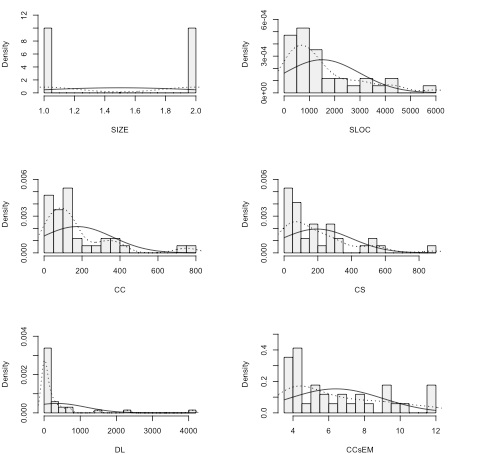 Density
12
8
6
4
2
0
1.0 1.2 1.4 1.6 1.8 2.0
SIZE
Density
6e-04
3e-04
0e+00
0 1000 2000 3000 4000 5000 6000
SLOC
Density
0.006
0.003
0.000
0 200 400 600 800
CC
Density
0.006
0.003
0.000
0 200 400 600 800
CS
Density
0.004
0.002
0.000
0 1000 2000 3000 4000
DL
Density
0.4
0.2
0.0
4 6 8 10 12
CCsEM